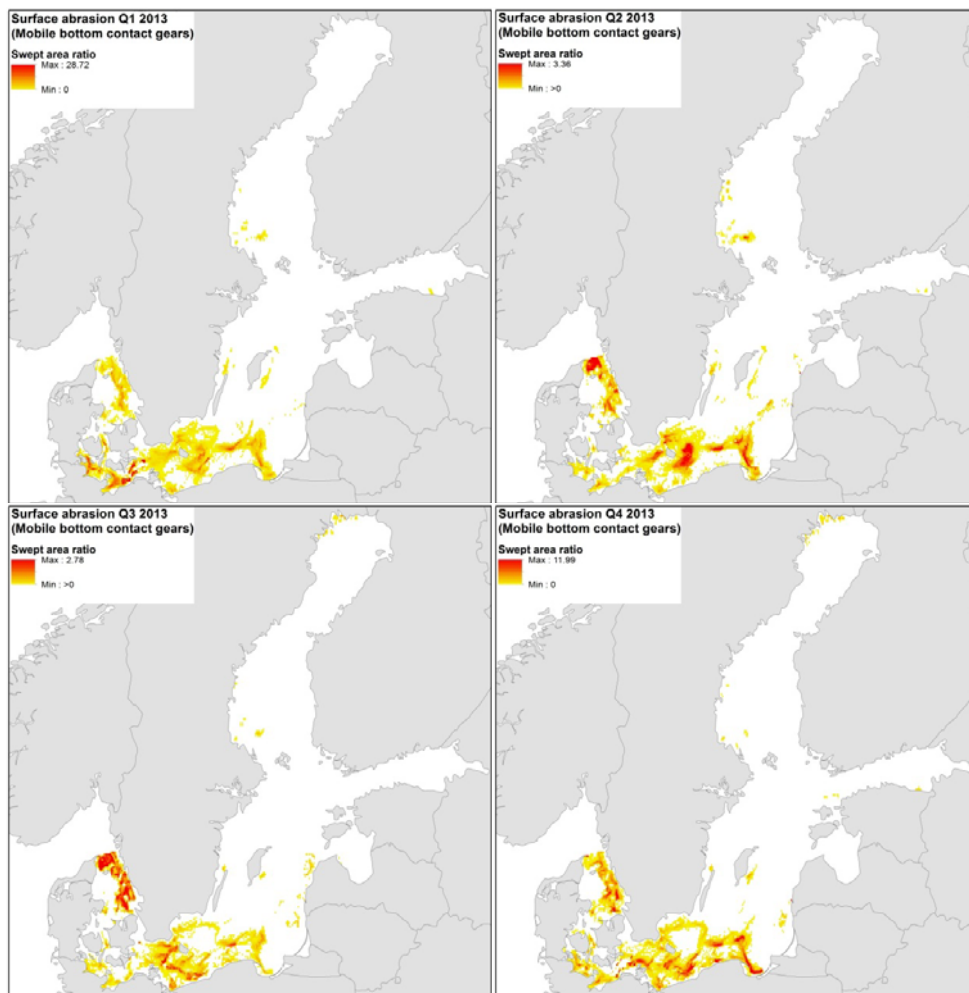 Surface abrasion Q1 2013
(Mobile bottom contact gears)
Swept area ratio
Max : 28.72
Min : 0
Surface abrasion Q2 2013
(Mobile bottom contact gears)
Swept area ratio
Max : 3.36
Min : >0
Surface abrasion Q3 2013
(Mobile bottom contact gears)
Swept area ratio
Max : 2.78
Min : >0
Surface abrasion Q4 2013
(Mobile bottom contact gears)
Swept area ratio
Max : 11.99
Min : 0